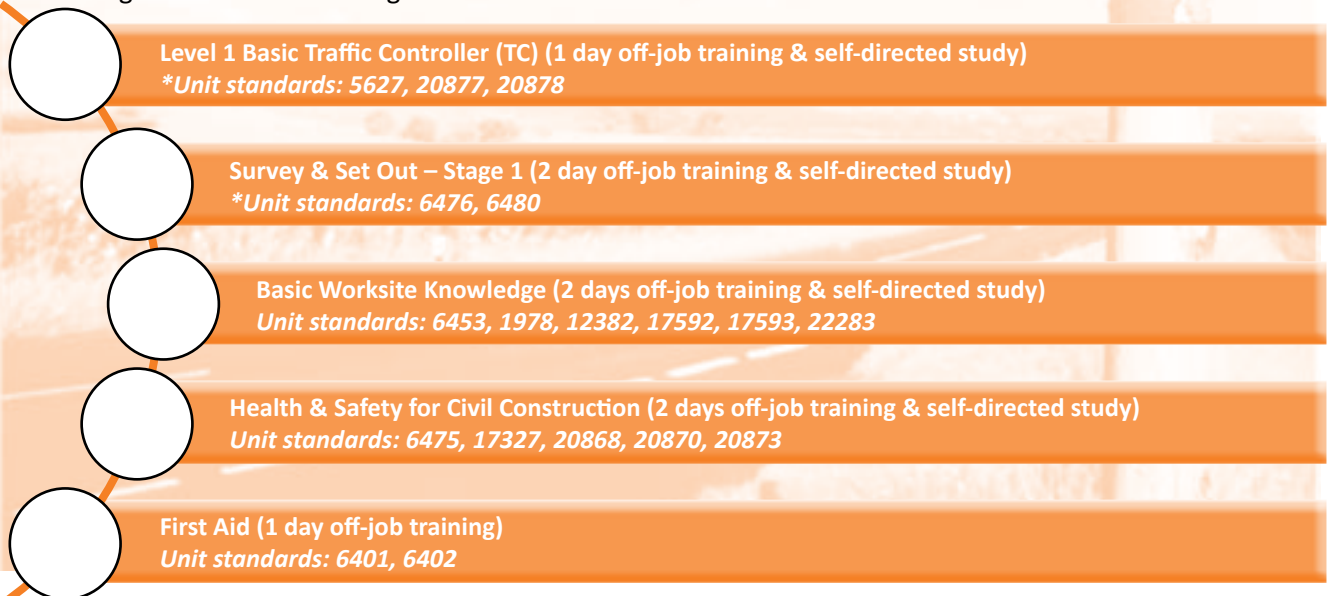 Level 1 Basic Traffic Controller (TC) (1 day off-job training & self-directed study)
*Unit standards: 5627, 20877, 20878
Survey & Set Out – Stage 1 (2 day off-job training & self-directed study)
*Unit standards: 6476, 6480
Basic Worksite Knowledge (2 days off-job training & self-directed study)
Unit standards: 6453, 1978, 12382, 17592, 17593, 22283
Health & Safety for Civil Construction (2 days off-job training & self-directed study)
Unit standards: 6475, 17327, 20868, 20870, 20873
First Aid (1 day off-job training)
Unit standards: 6401, 6402